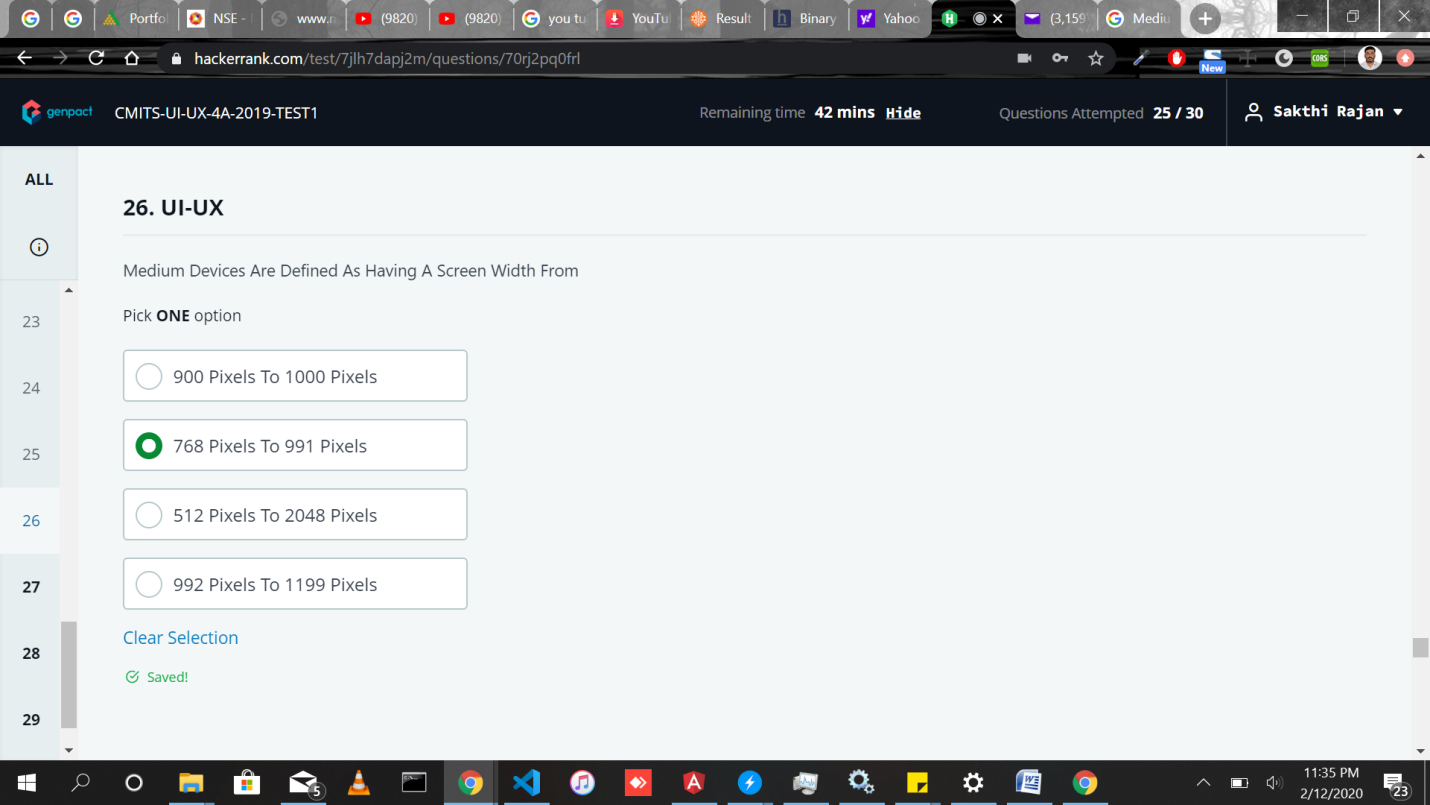 Portfo
NSE -
www.n
(9820)
(9820)
you tu
YouTu
Result
Binary
Yahoo
(3,159
Mediu
hackerrank.com/test/7jlh7dapj2m/questions/70rj2pq0frl
CORS
New
genpact
CMITS-UI-UX-4A-2019-TEST1
Remaining time 42 mins Hide
Questions Attempted 25 / 30
Sakthi Rajan
ALL
23
24
25
26
27
28
29
26. UI-UX
Medium Devices Are Defined As Having A Screen Width From
Pick ONE option
900 Pixels To 1000 Pixels
768 Pixels To 991 Pixels
512 Pixels To 2048 Pixels
992 Pixels To 1199 Pixels
Clear Selection
Saved!
5
11:35 PM
2/12/2020
23